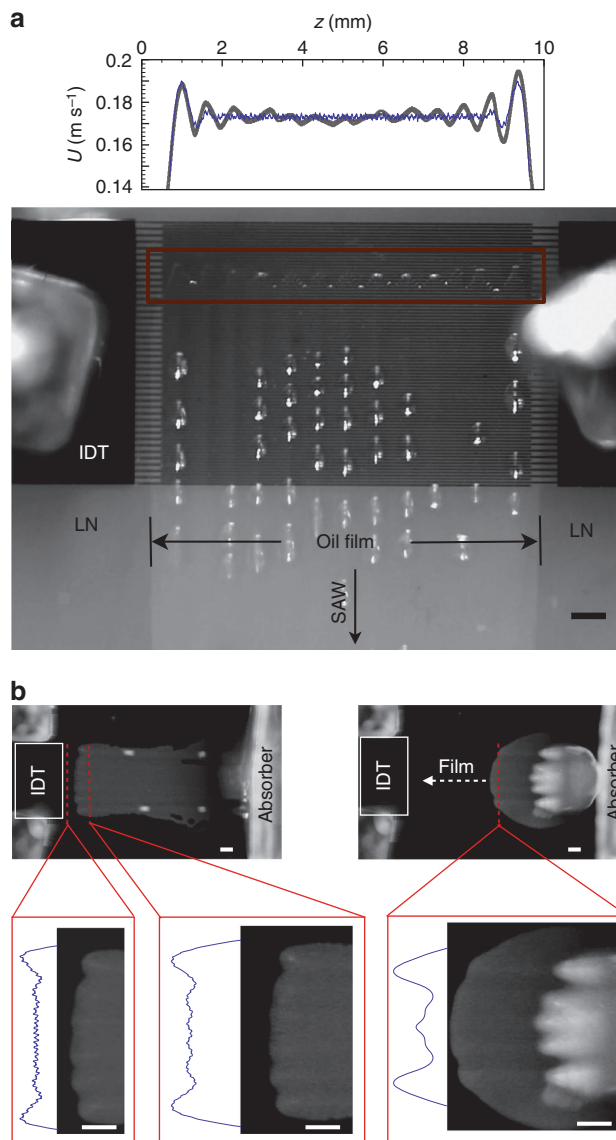 a
z (mm)
0 2 4 6 8 10
0.2
0.18
0.16
0.14
U (m s⁻¹)
IDT
LN
Oil film
LN
SAW
b
IDT
Absorber
IDT
Film
Absorber